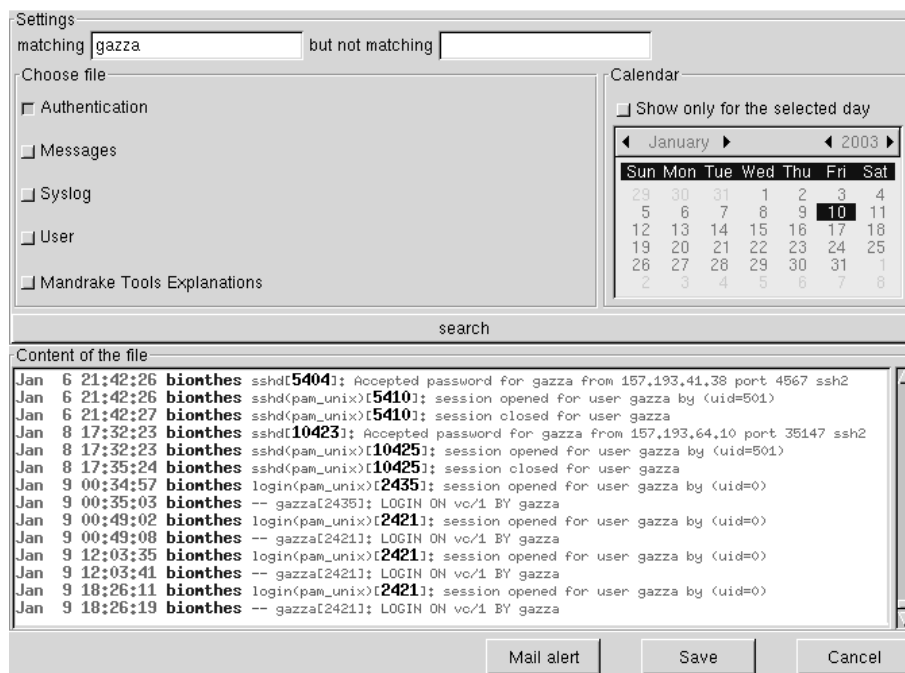 Settings
matching gazza but not matching
Choose file
Authentication
Messages
Syslog
User
Mandrake Tools Explanations
Calendar
Show only for the selected day
January 2003
Sun Mon Tue Wed Thu Fri Sat
29 30 31 1 2 3 4
5 6 7 8 9 10 11
12 13 14 15 16 17 18
19 20 21 22 23 24 25
26 27 28 29 30 31 1
2 3 4 5 6 7 8
search
Content of the file
Jan 6 21:42:26 biomthes sshd[5404]: Accepted password for gazza from 157.193.41.38 port 4567 ssh2
Jan 6 21:42:26 biomthes sshd(pam_unix)[5410]: session opened for user gazza by (uid=501)
Jan 6 21:42:27 biomthes sshd(pam_unix)[5410]: session closed for user gazza
Jan 8 17:32:23 biomthes sshd[10423]: Accepted password for gazza from 157.193.64.10 port 35147 ssh2
Jan 8 17:32:23 biomthes sshd(pam_unix)[10425]: session opened for user gazza by (uid=501)
Jan 8 17:35:24 biomthes sshd(pam_unix)[10425]: session closed for user gazza
Jan 9 00:34:57 biomthes login(pam_unix)[2435]: session opened for user gazza by (uid=0)
Jan 9 00:35:03 biomthes -- gazza[2435]: LOGIN ON vc/1 BY gazza
Jan 9 00:49:02 biomthes login(pam_unix)[2421]: session opened for user gazza by (uid=0)
Jan 9 00:49:08 biomthes -- gazza[2421]: LOGIN ON vc/1 BY gazza
Jan 9 12:03:35 biomthes login(pam_unix)[2421]: session opened for user gazza by (uid=0)
Jan 9 12:03:41 biomthes -- gazza[2421]: LOGIN ON vc/1 BY gazza
Jan 9 18:26:11 biomthes login(pam_unix)[2421]: session opened for user gazza by (uid=0)
Jan 9 18:26:19 biomthes -- gazza[2421]: LOGIN ON vc/1 BY gazza
Mail alert Save Cancel